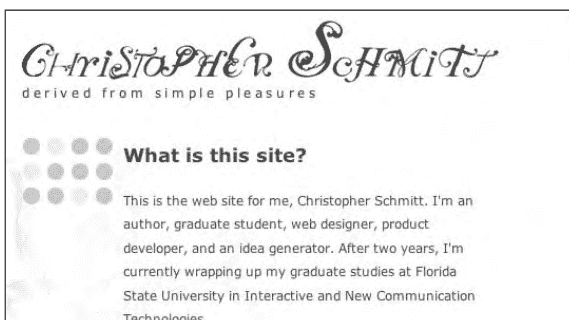 CHriSTOPHER ScHMiTT
derived from simple pleasures
What is this site?
This is the web site for me, Christopher Schmitt. I'm an
author, graduate student, web designer, product
developer, and an idea generator. After two years, I'm
currently wrapping up my graduate studies at Florida
State University in Interactive and New Communication
Technologies.